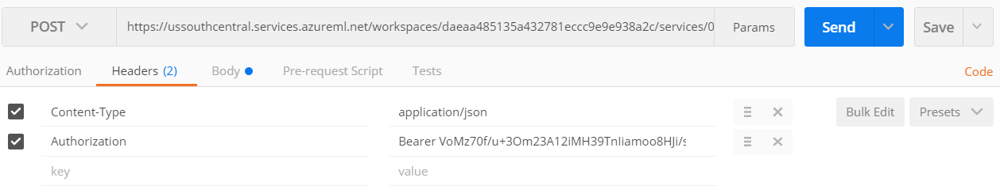 POST https://ussouthcentral.services.azureml.net/workspaces/daeaa485135a432781eccc9e9e938a2c/services/0 Params Send Save
Authorization Headers (2) Body Pre-request Script Tests Code
Content-Type application/json Bulk Edit Presets
Authorization Bearer VoMz70f/u+3Om23A12iMH39TnIiamoo8HJi/s
key value